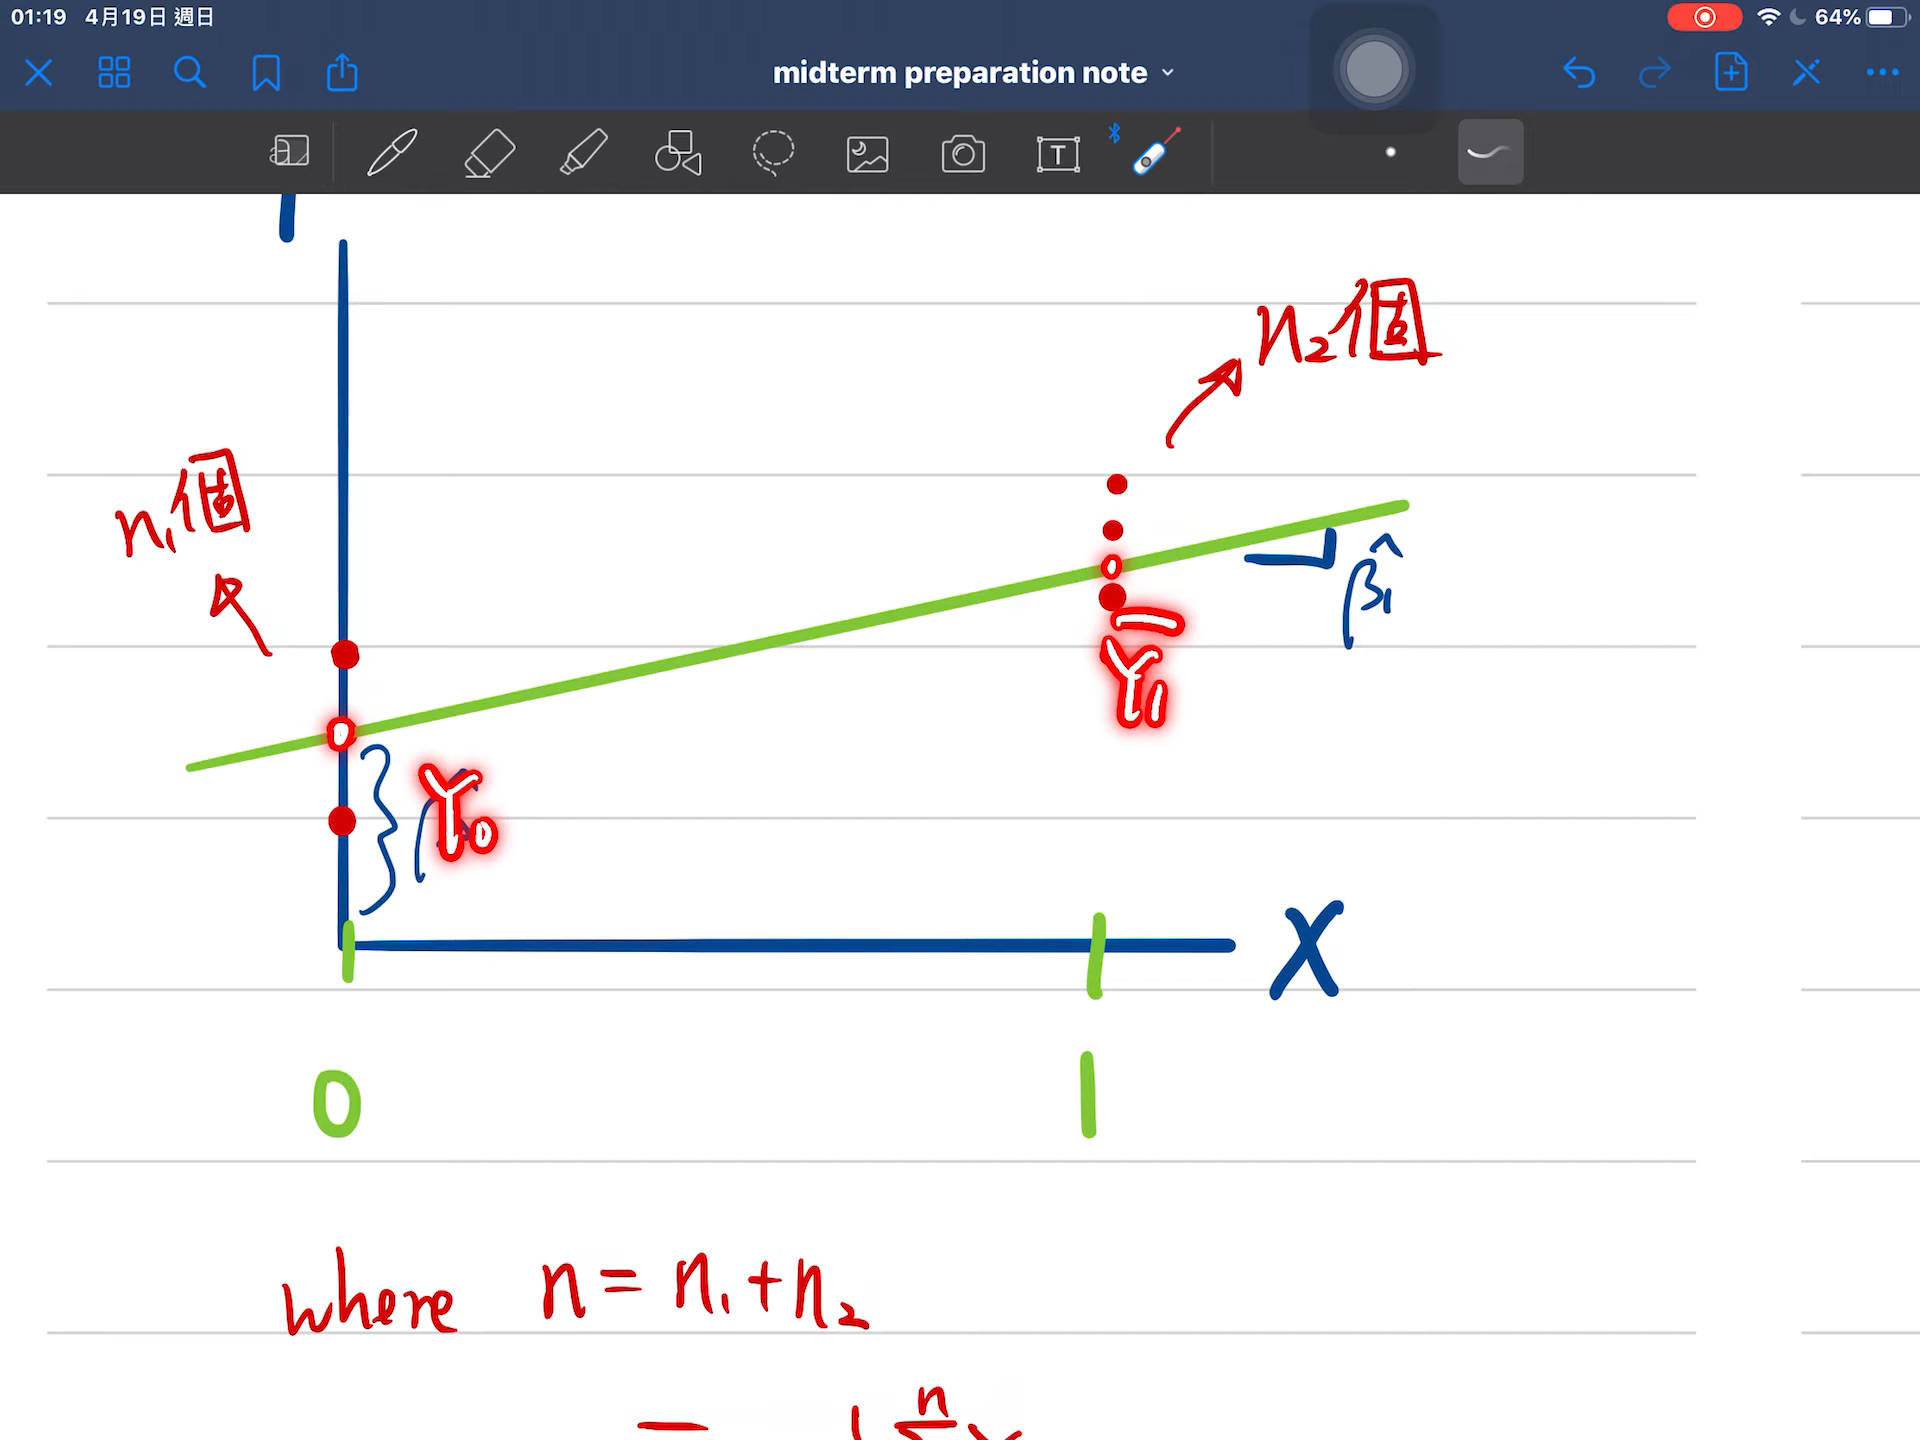 01:19 4月19日 週日
64%
midterm preparation note
T
n₂個
n₁個
β̂₁
Ȳ₁
Y₀
X
0 1
where n = n₁ + n₂
n